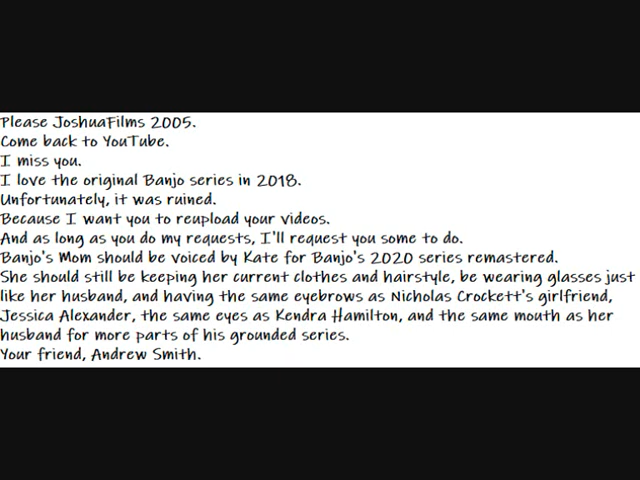 Please JoshuaFilms 2005.
Come back to YouTube.
I miss you.
I love the original Banjo series in 2018.
Unfortunately, it was ruined.
Because I want you to reupload your videos.
And as long as you do my requests, I'll request you some to do.
Banjo's Mom should be voiced by Kate for Banjo's 2020 series remastered.
She should still be keeping her current clothes and hairstyle, be wearing glasses just
like her husband, and having the same eyebrows as Nicholas Crockett's girlfriend,
Jessica Alexander, the same eyes as Kendra Hamilton, and the same mouth as her
husband for more parts of his grounded series.
Your friend, Andrew Smith.